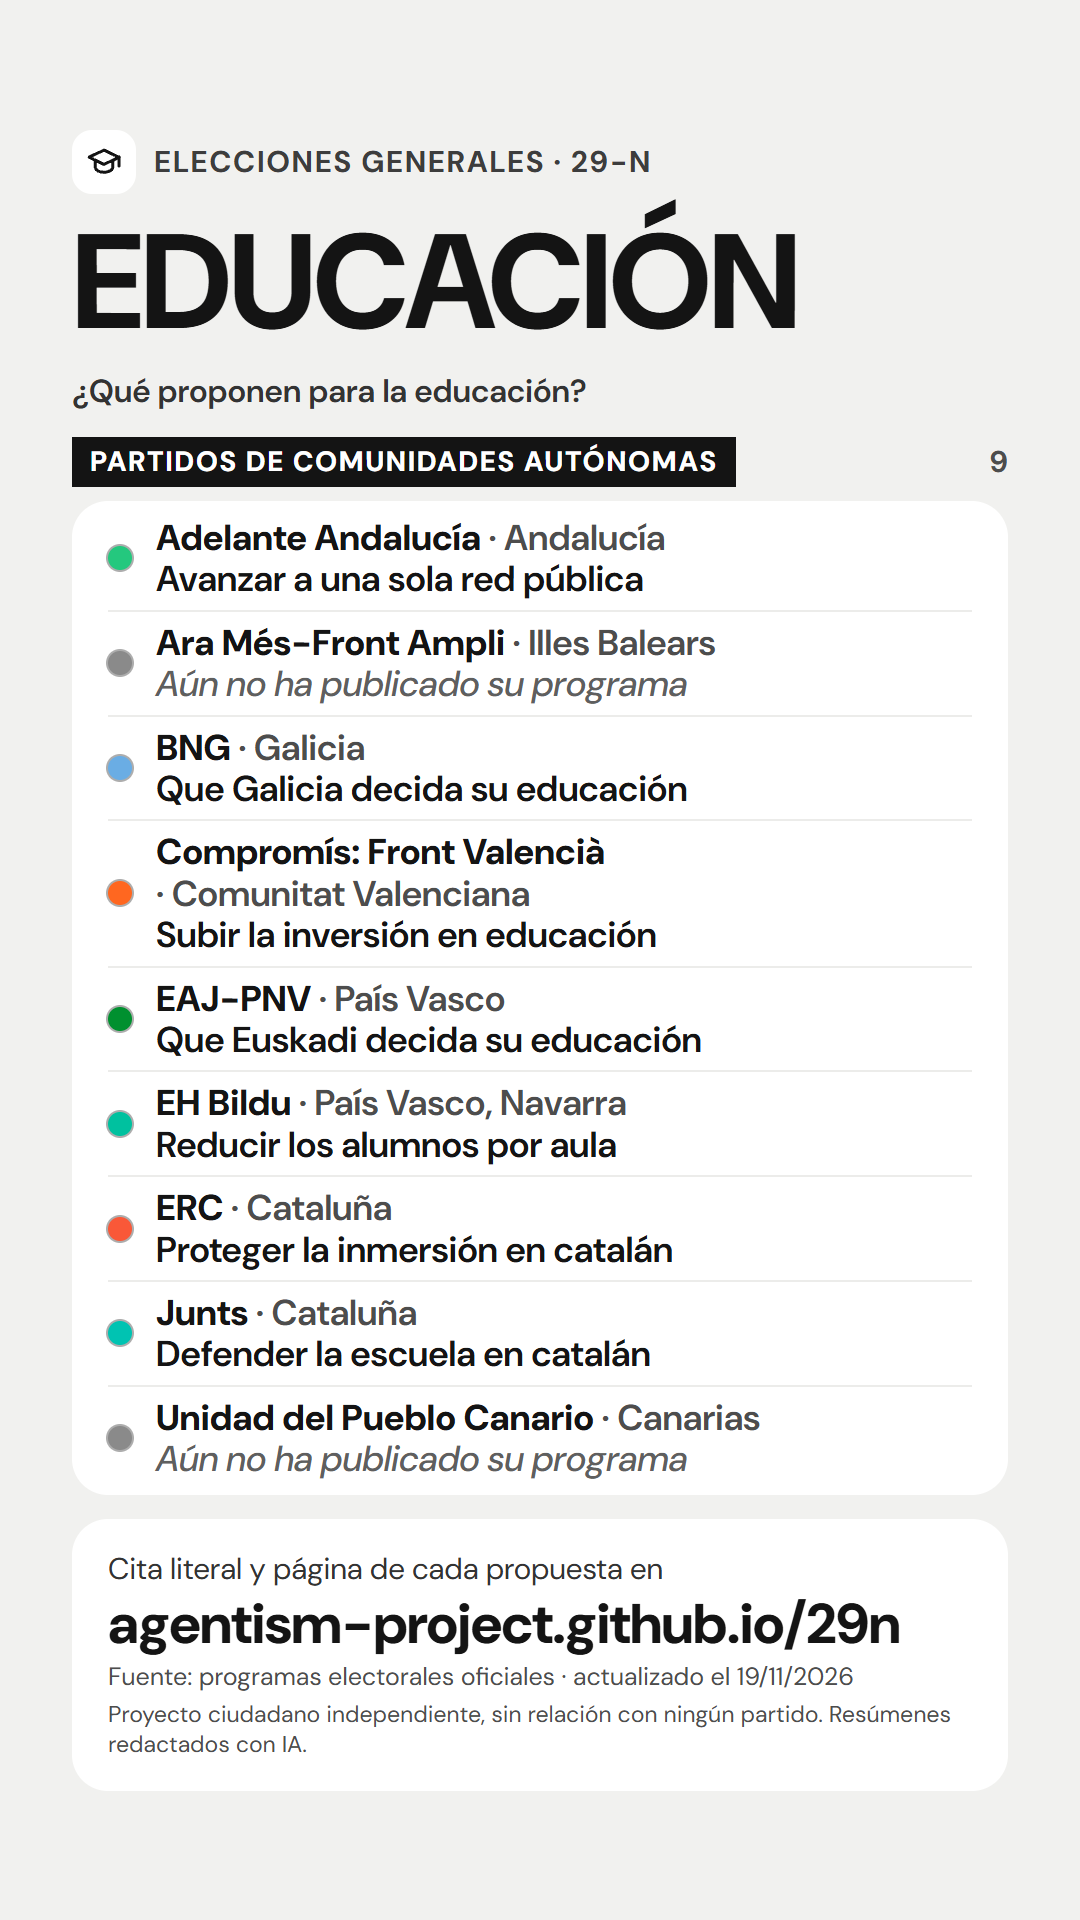 ELECCIONES GENERALES · 29-N
EDUCACIÓN
¿Qué proponen para la educación?
PARTIDOS DE COMUNIDADES AUTÓNOMAS 9
Adelante Andalucía · Andalucía
Avanzar a una sola red pública
Ara Més-Front Ampli · Illes Balears
Aún no ha publicado su programa
BNG · Galicia
Que Galicia decida su educación
Compromís: Front Valencià
· Comunitat Valenciana
Subir la inversión en educación
EAJ-PNV · País Vasco
Que Euskadi decida su educación
EH Bildu · País Vasco, Navarra
Reducir los alumnos por aula
ERC · Cataluña
Proteger la inmersión en catalán
Junts · Cataluña
Defender la escuela en catalán
Unidad del Pueblo Canario · Canarias
Aún no ha publicado su programa
Cita literal y página de cada propuesta en
agentism-project.github.io/29n
Fuente: programas electorales oficiales · actualizado el 19/11/2026
Proyecto ciudadano independiente, sin relación con ningún partido. Resúmenes
redactados con IA.